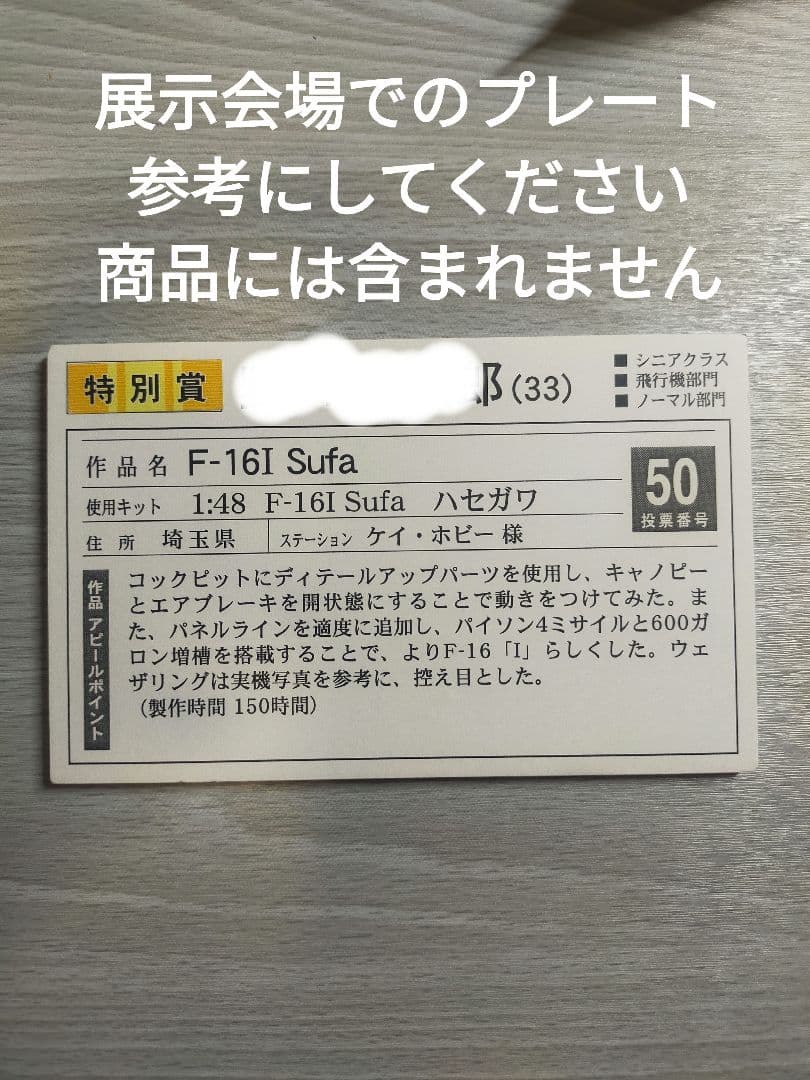 展示会場でのプレート
参考にしてください
商品には含まれません
特別賞
郎(33)
■ シニアクラス
■ 飛行機部門
■ ノーマル部門
作品名 F-16I Sufa
使用キット 1:48 F-16I Sufa ハセガワ
50
投票番号
住所 埼玉県 ステーション ケイ・ホビー 様
作品アピールポイント
コックピットにディテールアップパーツを使用し、キャノピー
とエアブレーキを開状態にすることで動きをつけてみた。ま
た、パネルラインを適度に追加し、パイソン4ミサイルと600ガ
ロン増槽を搭載することで、よりF-16「I」らしくした。ウェ
ザリングは実機写真を参考に、控え目とした。
(製作時間 150時間)